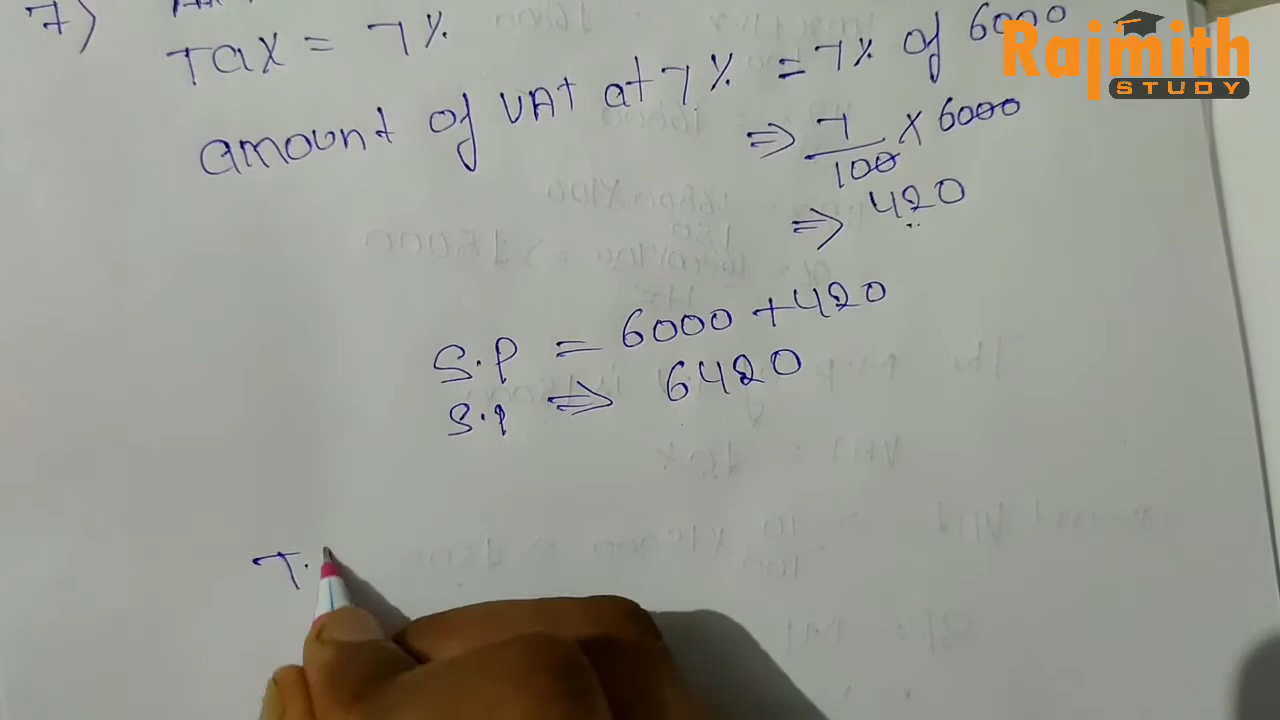 7)
Tax = 7%
amount of VAT at 7% = 7% of 6000
⇒ 7/100 × 6000
⇒ 420
S.P = 6000 + 420
S.P ⇒ 6420
T.
Rajmith
STUDY